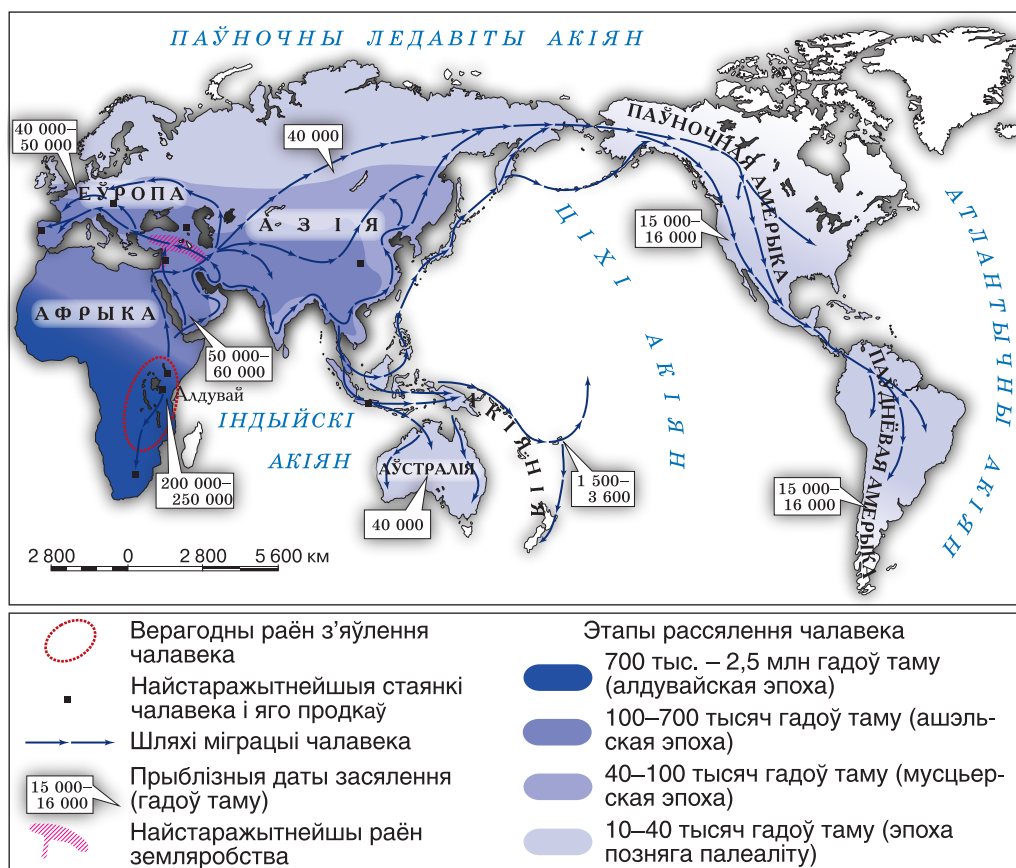 ПАЎНОЧНЫ ЛЕДАВІТЫ АКІЯН
40 000–
50 000
40 000
ЕЎРОПА
АЗІЯ
ПАЎНОЧНАЯ АМЕРЫКА
15 000–
16 000
ЦІХІ АКІЯН
АТЛАНТЫЧНЫ АКІЯН
АФРЫКА
50 000–
60 000
Алдувай
ІНДЫЙСКІ
АКІЯН
200 000–
250 000
АЎСТРАЛІЯ
40 000
АКІЯНІЯ
1 500–
3 600
ПАЎДНЁВАЯ АМЕРЫКА
15 000–
16 000
2 800 0 2 800 5 600 км
Верагодны раён з’яўлення
чалавека
Найстаражытнейшыя стаянкі
чалавека і яго продкаў
Шляхі міграцыі чалавека
15 000–
16 000
Прыблізныя даты засялення
(гадоў таму)
Найстаражытнейшы раён
земляробства
Этапы рассялення чалавека
700 тыс. – 2,5 млн гадоў таму
(алдувайская эпоха)
100–700 тысяч гадоў таму (ашэль-
ская эпоха)
40–100 тысяч гадоў таму (мусцьер-
ская эпоха)
10–40 тысяч гадоў таму (эпоха
позняга палеаліту)